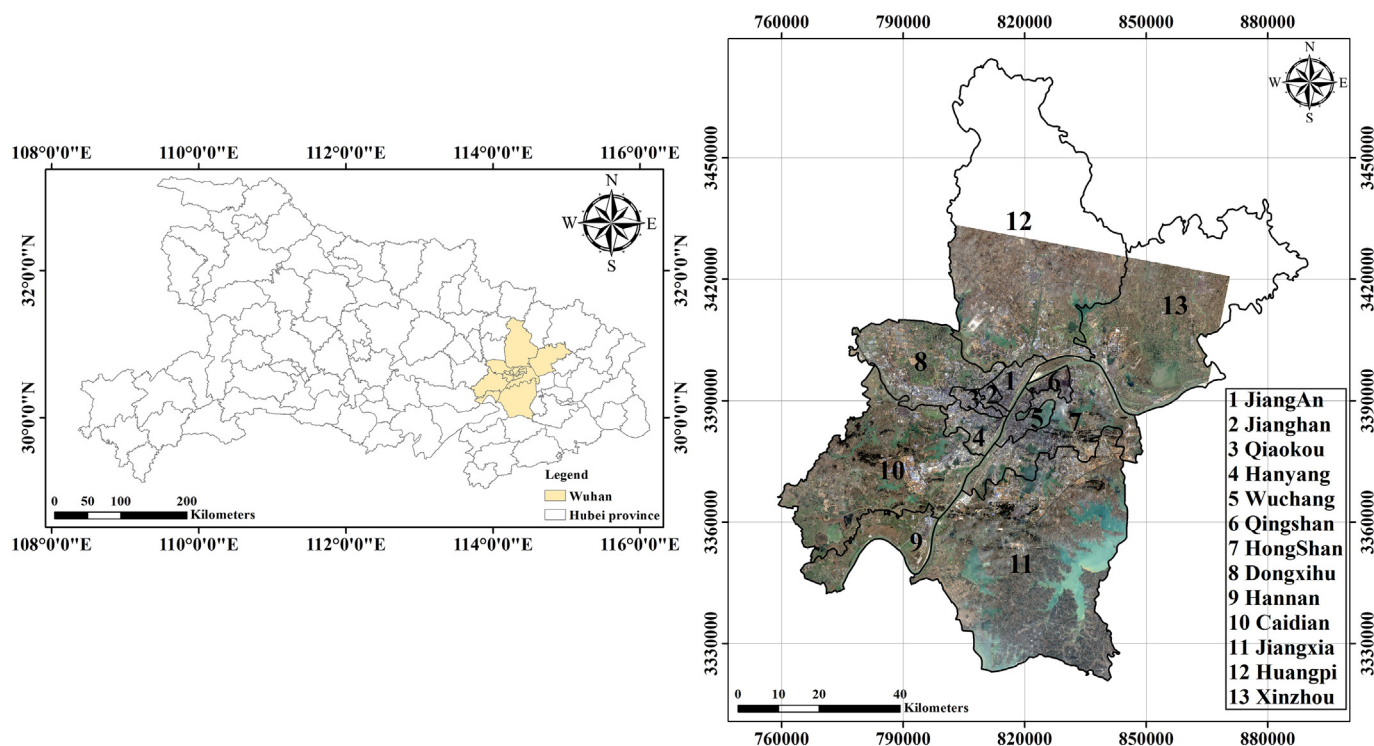 108°0'0"E 110°0'0"E 112°0'0"E 114°0'0"E 116°0'0"E
N
W E
S
32°0'0"N 32°0'0"N
30°0'0"N 30°0'0"N
Legend
Wuhan
Hubei province
0 50 100 200
Kilometers
108°0'0"E 110°0'0"E 112°0'0"E 114°0'0"E 116°0'0"E
760000 790000 820000 850000 880000
N
W E
S
3450000 3450000
12
3420000 3420000
13
8
1
6
2
3
5
7
3390000 3390000
4
10
3360000 3360000
9
11
3330000 3330000
1 JiangAn
2 Jianghan
3 Qiaokou
4 Hanyang
5 Wuchang
6 Qingshan
7 HongShan
8 Dongxihu
9 Hannan
10 Caidian
11 Jiangxia
12 Huangpi
13 Xinzhou
0 10 20 40
Kilometers
760000 790000 820000 850000 880000